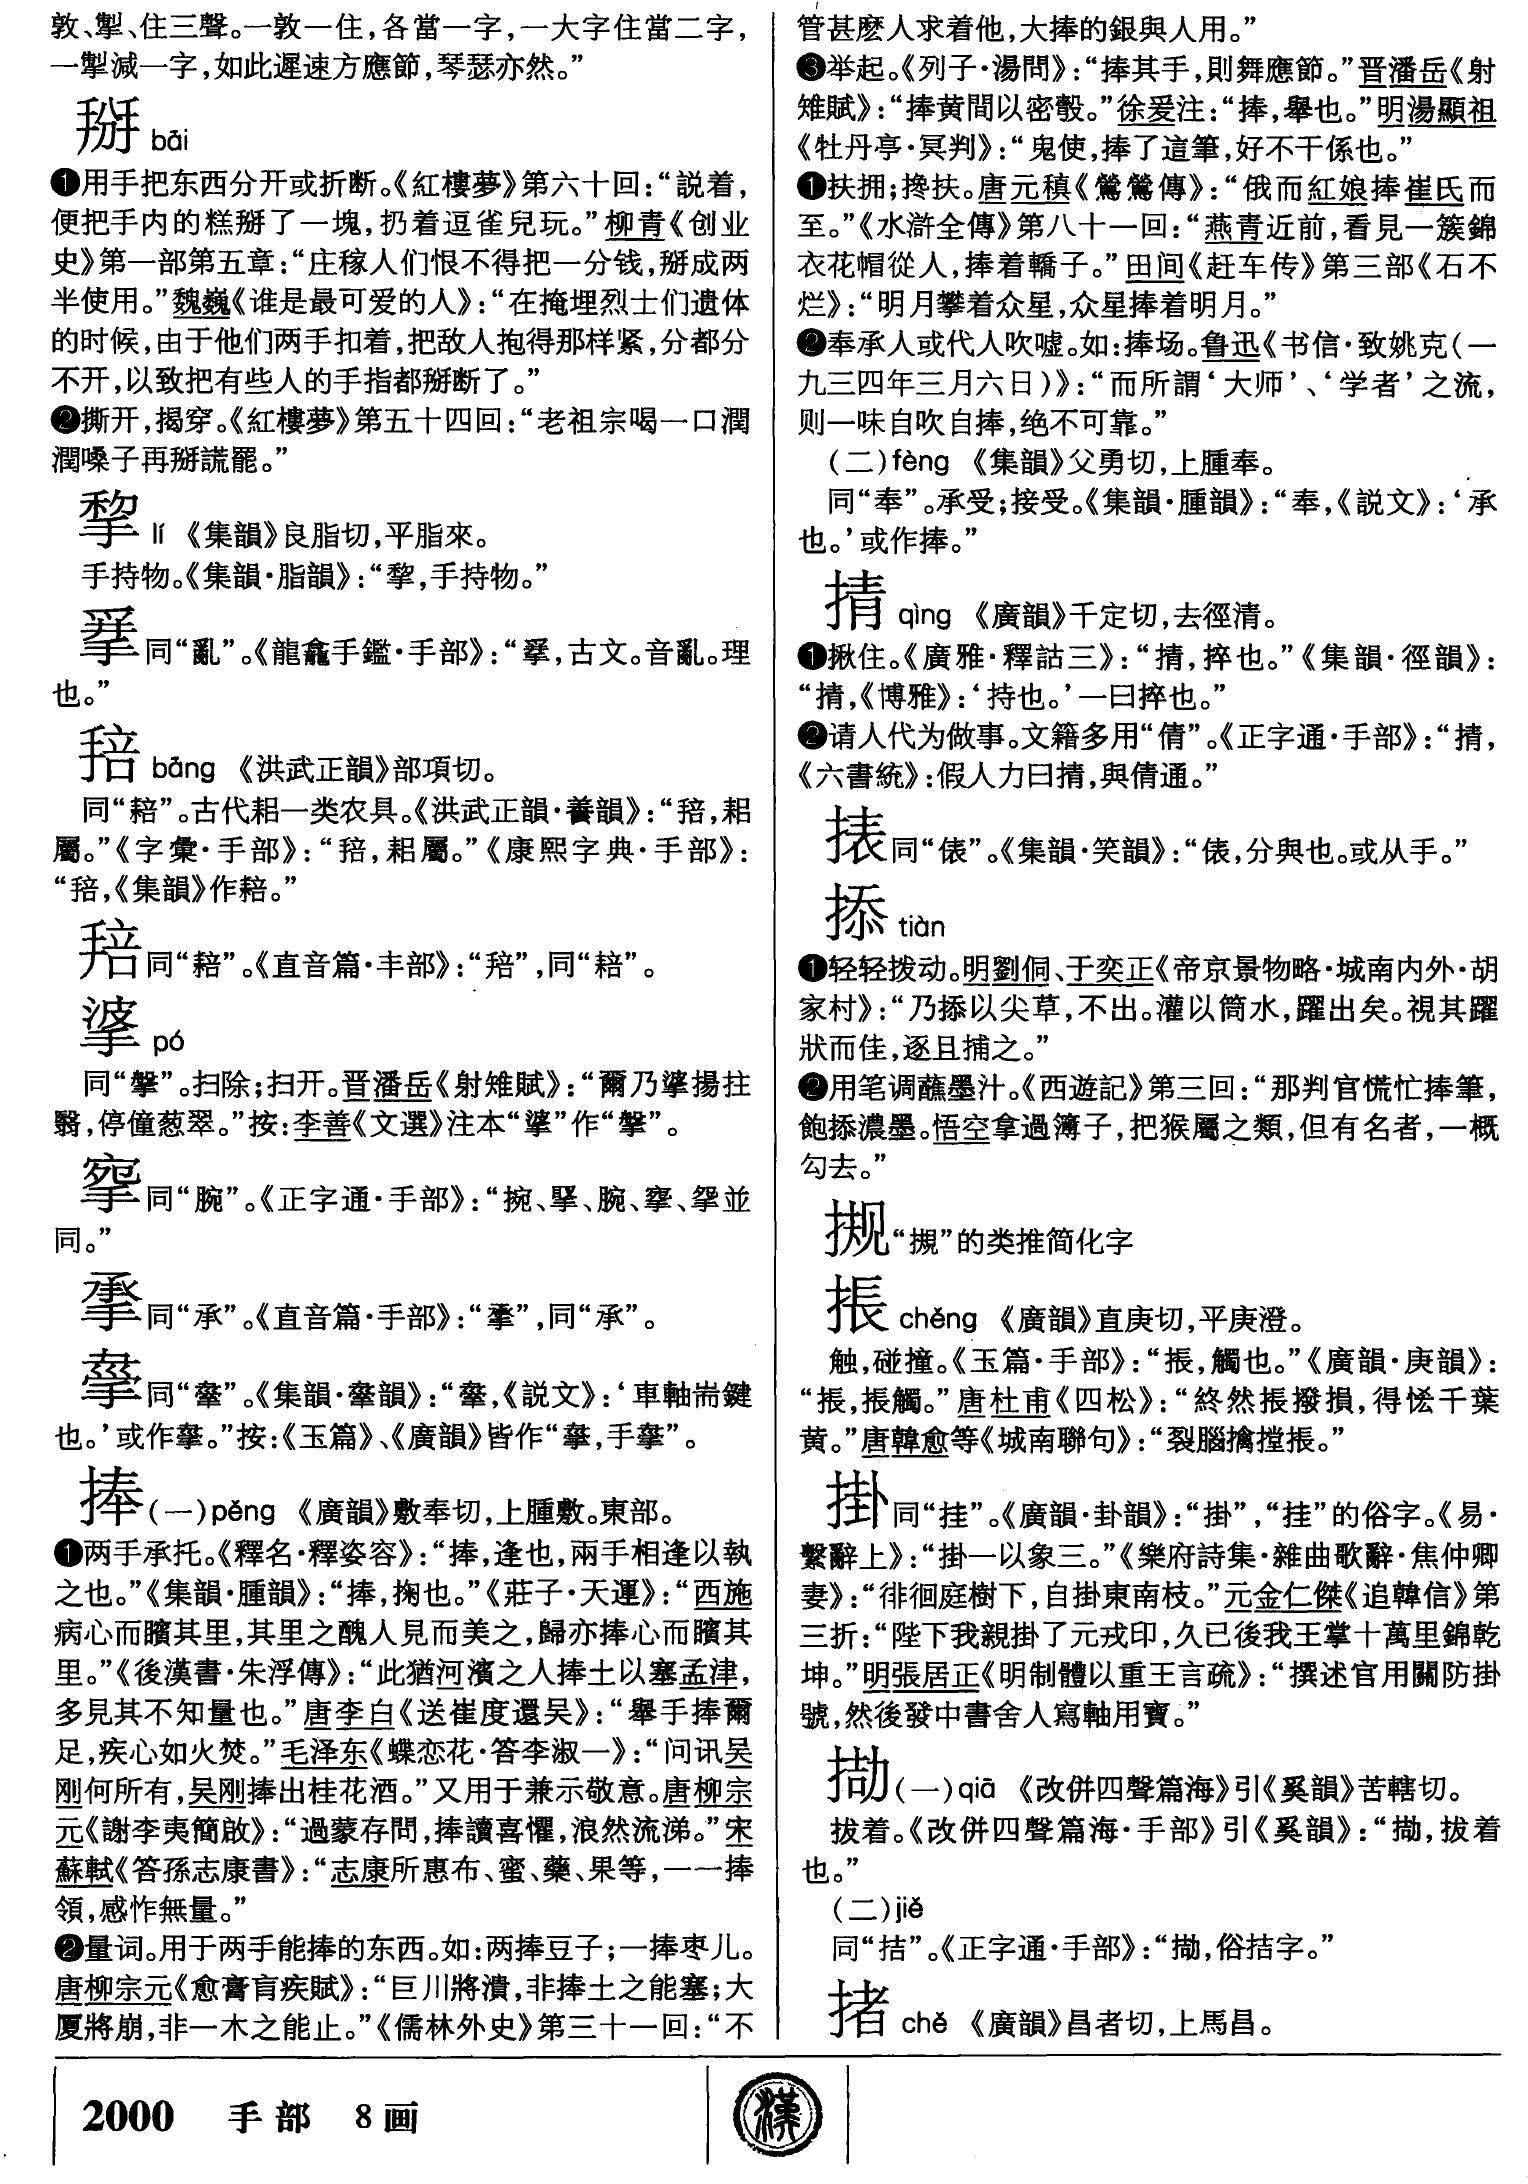 敦、掣、住三聲。一敦一住，各當一字，一大字住當二字，
一掣減一字，如此遲速方應節，琴瑟亦然。”
掰 bāi
❶用手把东西分开或折断。《紅樓夢》第六十回：“説着，
便把手内的糕掰了一塊，扔着逗雀兒玩。”柳青《创业
史》第一部第五章：“庄稼人们恨不得把一分钱，掰成两
半使用。”魏巍《谁是最可爱的人》：“在掩埋烈士们遗体
的时候，由于他们两手扣着，把敌人抱得那样紧，分都分
不开，以致把有些人的手指都掰断了。”
❷撕开，揭穿。《紅樓夢》第五十四回：“老祖宗喝一口潤
潤嗓子再掰謊罷。”
lí 《集韻》良脂切，平脂來。
手持物。《集韻·脂韻》：“，手持物。”
同“亂”。《龍龕手鑑·手部》：“，古文。音亂。理
也。”
bàng 《洪武正韻》部項切。
同“耪”。古代耜一类农具。《洪武正韻·養韻》：“，耜
屬。”《字彙·手部》：“，耜屬。”《康熙字典·手部》：
“，《集韻》作。”
同“”。《直音篇·丰部》：“”，同“”。
pó
同“搫”。扫除；扫开。晋潘岳《射雉賦》：“爾乃揚拄
翳，停僮葱翠。”按：李善《文選》注本“”作“搫”。
同“腕”。《正字通·手部》：“捥、掔、腕、、並
同。”
同“承”。《直音篇·手部》：“”，同“承”。
同“舝”。《集韻·舝韻》：“舝，《説文》：‘車軸耑鍵
也。’或作。”按：《玉篇》、《廣韻》皆作“，手”。
捧（一）pěng 《廣韻》敷奉切，上腫敷。東部。
❶两手承托。《釋名·釋姿容》：“捧，逢也，兩手相逢以執
之也。”《集韻·腫韻》：“捧，掬也。”《莊子·天運》：“西施
病心而矉其里，其里之醜人見而美之，歸亦捧心而矉其
里。”《後漢書·朱浮傳》：“此猶河濱之人捧土以塞孟津，
多見其不知量也。”唐李白《送崔度還吴》：“舉手捧爾
足，疾心如火焚。”毛泽东《蝶恋花·答李淑一》：“问讯吴
刚何所有，吴刚捧出桂花酒。”又用于兼示敬意。唐柳宗
元《謝李夷簡啟》：“過蒙存問，捧讀喜懼，浪然流涕。”宋
蘇軾《答孫志康書》：“志康所惠布、蜜、藥、果等，一一捧
領，感怍無量。”
❷量词。用于两手能捧的东西。如：两捧豆子；一捧枣儿。
唐柳宗元《愈膏肓疾賦》：“巨川將潰，非捧土之能塞；大
厦將崩，非一木之能止。”《儒林外史》第三十一回：“不
管甚麽人求着他，大捧的銀與人用。”
❸举起。《列子·湯問》：“捧其手，則舞應節。”晋潘岳《射
雉賦》：“捧黄間以密彀。”徐爰注：“捧，舉也。”明湯顯祖
《牡丹亭·冥判》：“鬼使，捧了這筆，好不干係也。”
❶扶拥；搀扶。唐元稹《鶯鶯傳》：“俄而紅娘捧崔氏而
至。”《水滸全傳》第八十一回：“燕青近前，看見一簇錦
衣花帽從人，捧着轎子。”田间《赶车传》第三部《石不
烂》：“明月攀着众星，众星捧着明月。”
❷奉承人或代人吹嘘。如：捧场。鲁迅《书信·致姚克（一
九三四年三月六日）》：“而所謂‘大师’、‘学者’之流，
则一味自吹自捧，绝不可靠。”
（二）fèng 《集韻》父勇切，上腫奉。
同“奉”。承受；接受。《集韻·腫韻》：“奉，《説文》：‘承
也。’或作捧。”
掅 qìng 《廣韻》千定切，去徑清。
❶揪住。《廣雅·釋詁三》：“掅，捽也。”《集韻·徑韻》：
“掅，《博雅》：‘持也。’一曰捽也。”
❷请人代为做事。文籍多用“倩”。《正字通·手部》：“掅，
《六書統》：假人力曰掅，與倩通。”
㧼同“俵”。《集韻·笑韻》：“俵，分與也。或从手。”
掭 tiàn
❶轻轻拨动。明劉侗、于奕正《帝京景物略·城南内外·胡
家村》：“乃掭以尖草，不出。灌以筒水，躍出矣。視其躍
狀而佳，逐且捕之。”
❷用笔调蘸墨汁。《西遊記》第三回：“那判官慌忙捧筆，
飽掭濃墨。悟空拿過簿子，把猴屬之類，但有名者，一概
勾去。”
㧽“摫”的类推简化字
掁 chéng 《廣韻》直庚切，平庚澄。
触，碰撞。《玉篇·手部》：“掁，觸也。”《廣韻·庚韻》：
“掁，掁觸。”唐杜甫《四松》：“終然掁撥損，得恡千葉
黄。”唐韓愈等《城南聯句》：“裂腦擒摚掁。”
掛同“挂”。《廣韻·卦韻》：“掛”，“挂”的俗字。《易·
繫辭上》：“掛一以象三。”《樂府詩集·雜曲歌辭·焦仲卿
妻》：“徘徊庭樹下，自掛東南枝。”元金仁傑《追韓信》第
三折：“陛下我親掛了元戎印，久已後我王掌十萬里錦乾
坤。”明張居正《明制體以重王言疏》：“撰述官用關防掛
號，然後發中書舍人寫軸用寶。”
㧾（一）qiā 《改併四聲篇海》引《奚韻》苦轄切。
拔着。《改併四聲篇海·手部》引《奚韻》：“，拔着
也。”
（二）jié
同“拮”。《正字通·手部》：“，俗拮字。”
撦 chě 《廣韻》昌者切，上馬昌。
2000 手部 8画
漢